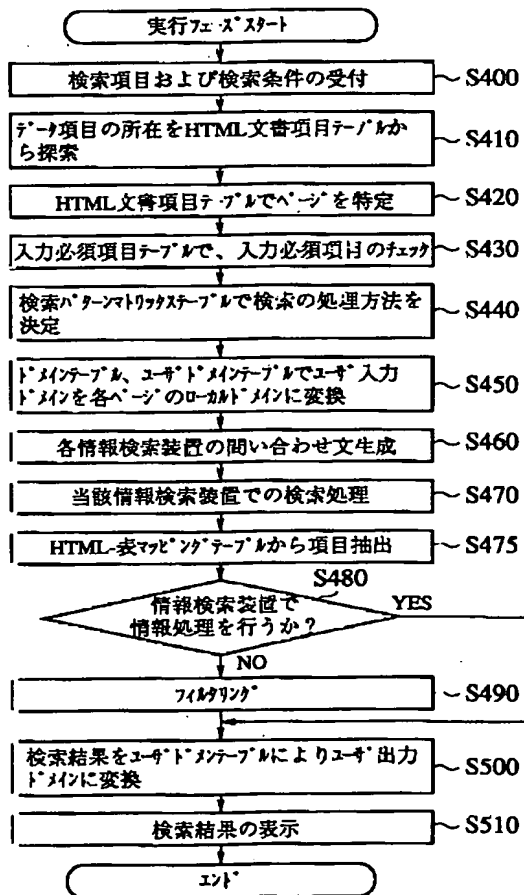 実行フェーズスタート
検索項目および検索条件の受付
S400
データ項目の所在をHTML文書項目テーブルか
ら探索
S410
HTML文書項目テーブルでページを特定
S420
入力必須項目テーブルで、入力必須項目のチェック
S430
検索パターンマトリックステーブルで検索の処理方法を
決定
S440
ドメインテーブル、ユーザドメインテーブルでユーザ入力
ドメインを各ページのローカルドメインに変換
S450
各情報検索装置の問い合わせ文生成
S460
当該情報検索装置での検索処理
S470
HTML-表マッピングテーブルから項目抽出
S475
S480
情報検索装置で
情報処理を行うか?
YES
NO
フィルタリング
S490
検索結果をユーザドメンテーブルによりユーザ出力
ドメインに変換
S500
検索結果の表示
S510
エンド